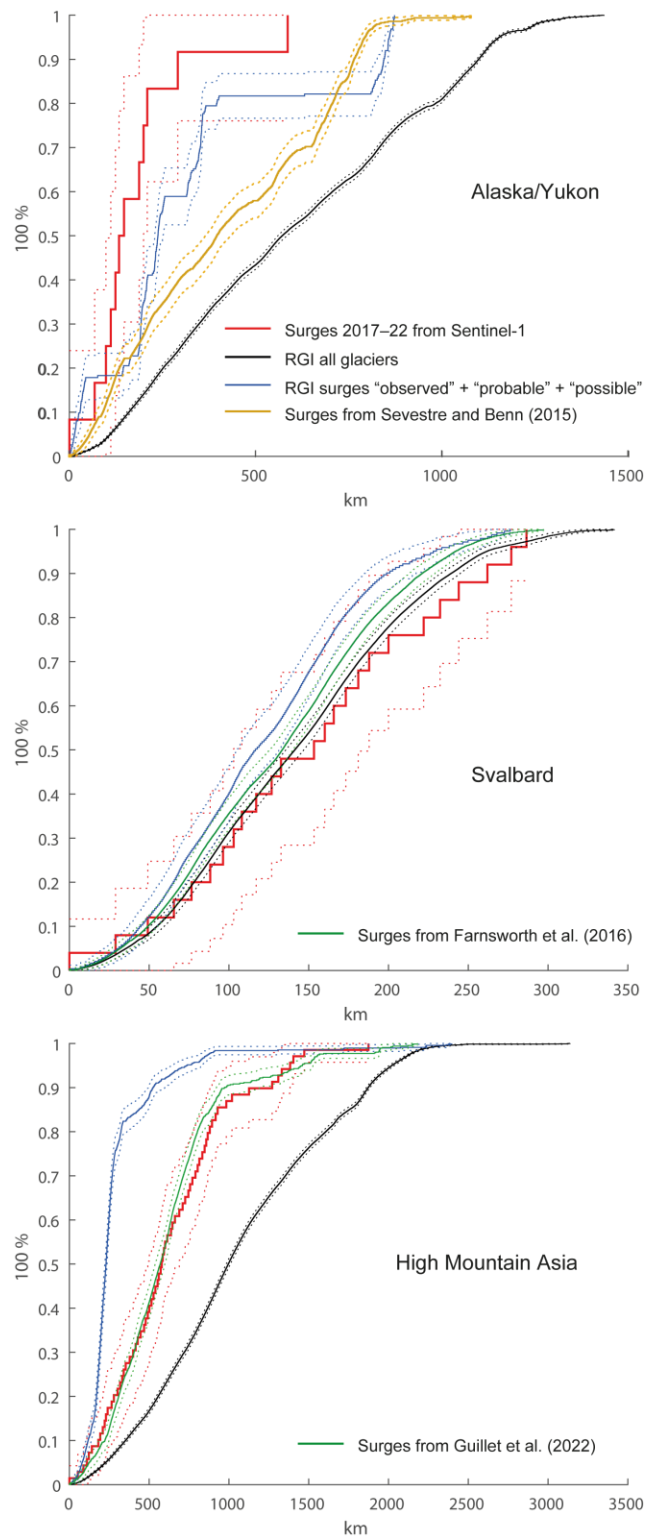 1
0.9
0.8
0.7
0.6
0.5
0.4
0.3
0.2
0.1
0
100 %
Alaska/Yukon
Surges 2017–22 from Sentinel-1
RGI all glaciers
RGI surges “observed” + “probable” + “possible”
Surges from Sevestre and Benn (2015)
0 500 1000 1500
km
1
0.9
0.8
0.7
0.6
0.5
0.4
0.3
0.2
0.1
0
100 %
Svalbard
Surges from Farnsworth et al. (2016)
0 50 100 150 200 250 300 350
km
1
0.9
0.8
0.7
0.6
0.5
0.4
0.3
0.2
0.1
0
100 %
High Mountain Asia
Surges from Guillet et al. (2022)
0 500 1000 1500 2000 2500 3000 3500
km